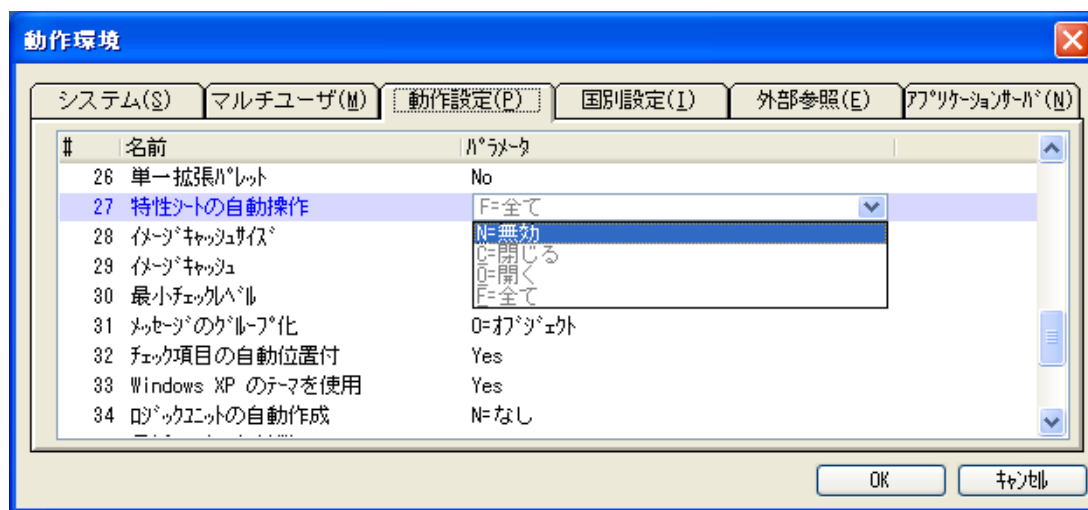 動作環境
システム(S) マルチユーザ(M) 動作設定(P) 国別設定(I) 外部参照(E) ｱﾌﾟﾘｹｰｼｮﾝｻｰﾊﾞ(N)
# 名前 ﾊﾟﾗﾒｰﾀ
26 単一拡張ﾊﾟﾚｯﾄ No
27 特性ｼｰﾄの自動操作 F=全て
28 ｲﾒｰｼﾞｷｬｯｼｭｻｲｽﾞ N=無効
C=閉じる
29 ｲﾒｰｼﾞｷｬｯｼｭ O=開く
30 最小ﾁｪｯｸﾚﾍﾞﾙ F=全て
31 ﾒｯｾｰｼﾞのｸﾞﾙｰﾌﾟ化 O=ｵﾌﾞｼﾞｪｸﾄ
32 ﾁｪｯｸ項目の自動位置付 Yes
33 Windows XP のﾃｰﾏを使用 Yes
34 ﾛｼﾞｯｸﾕﾆｯﾄの自動作成 N=なし
OK ｷｬﾝｾﾙ